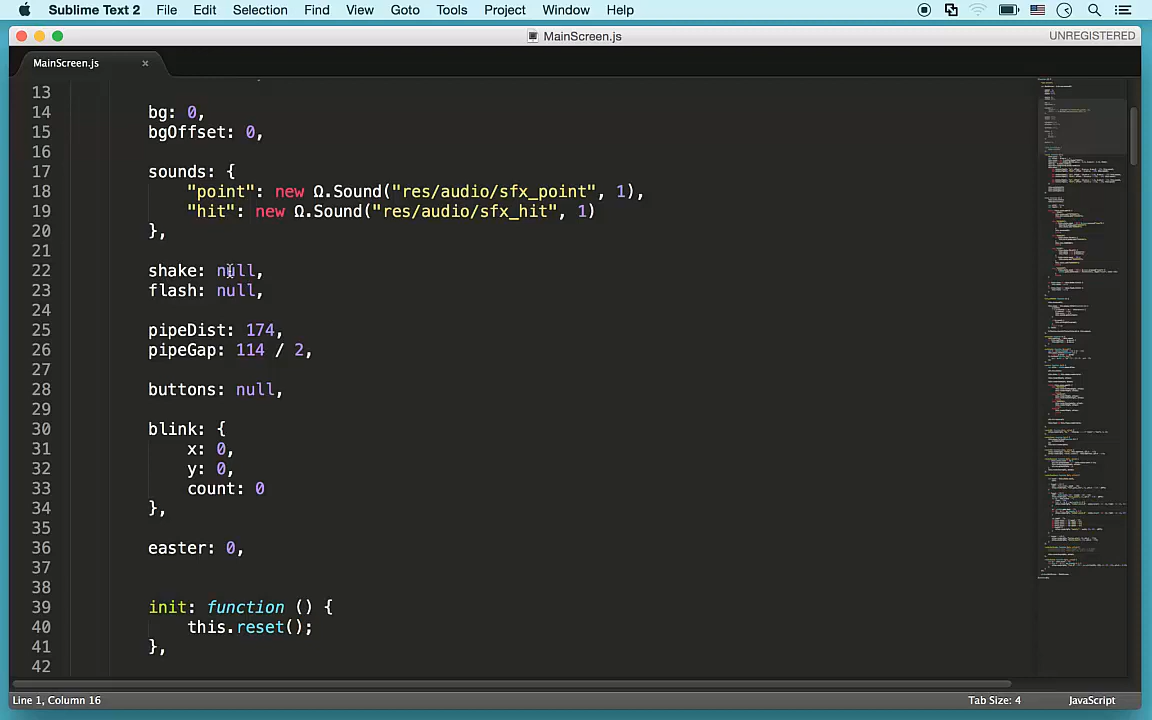 Sublime Text 2 File Edit Selection Find View Goto Tools Project Window Help
MainScreen.js UNREGISTERED
MainScreen.js
13
14 bg: 0,
15 bgOffset: 0,
16
17 sounds: {
18 "point": new Ω.Sound("res/audio/sfx_point", 1),
19 "hit": new Ω.Sound("res/audio/sfx_hit", 1)
20 },
21
22 shake: null,
23 flash: null,
24
25 pipeDist: 174,
26 pipeGap: 114 / 2,
27
28 buttons: null,
29
30 blink: {
31 x: 0,
32 y: 0,
33 count: 0
34 },
35
36 easter: 0,
37
38
39 init: function () {
40 this.reset();
41 },
42
Line 1, Column 16 Tab Size: 4 JavaScript